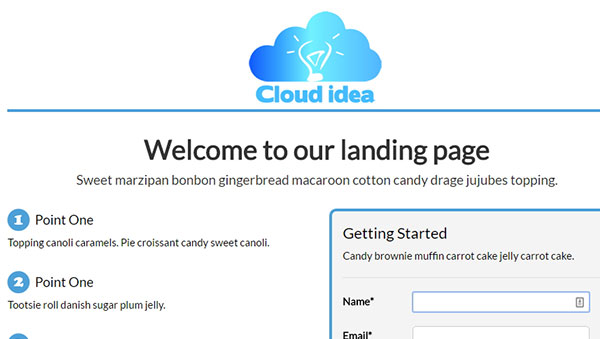 Cloud idea
Welcome to our landing page
Sweet marzipan bonbon gingerbread macaroon cotton candy drage jujubes topping.
1 Point One
Topping canoli caramels. Pie croissant candy sweet canoli.
2 Point One
Tootsie roll danish sugar plum jelly.
Getting Started
Candy brownie muffin carrot cake jelly carrot cake.
Name*
Email*